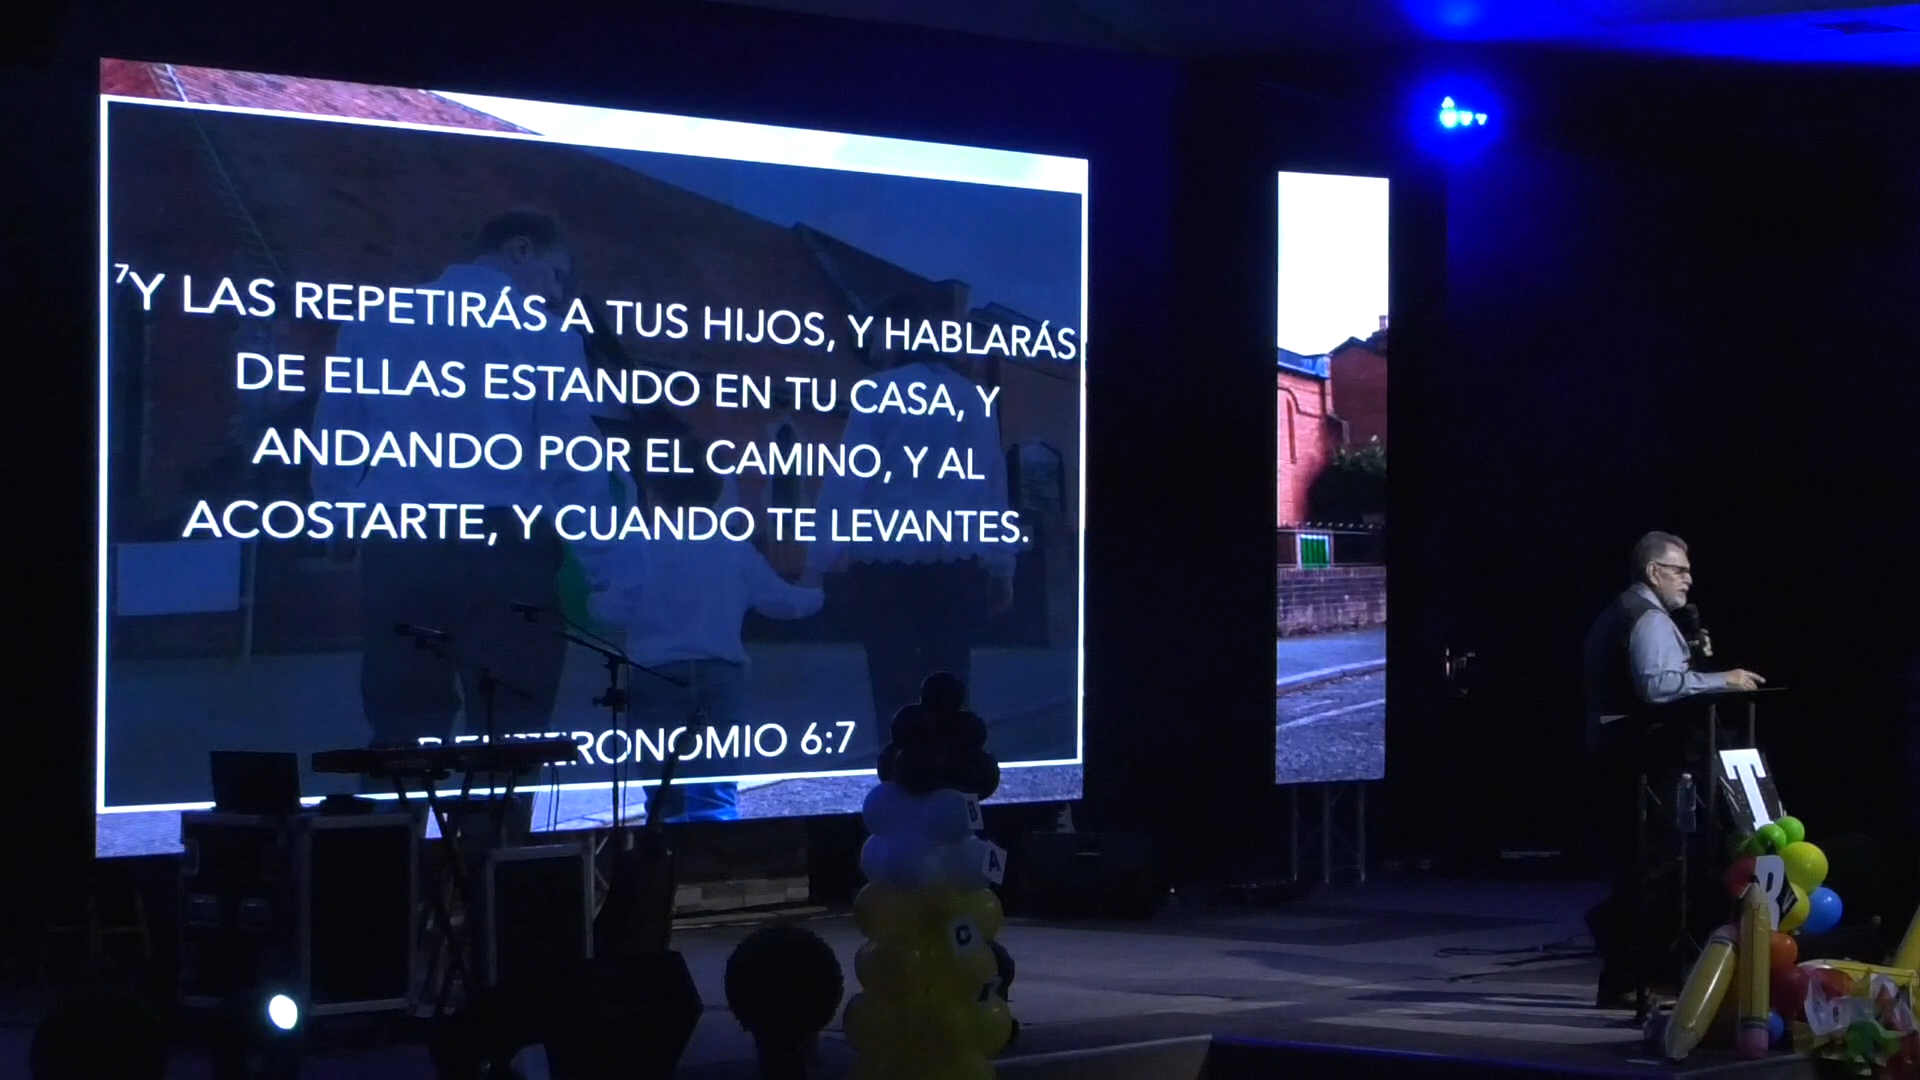 ⁷Y LAS REPETIRÁS A TUS HIJOS, Y HABLARÁS
DE ELLAS ESTANDO EN TU CASA, Y
ANDANDO POR EL CAMINO, Y AL
ACOSTARTE, Y CUANDO TE LEVANTES.
DEUTERONOMIO 6:7
B
A
C
T
R